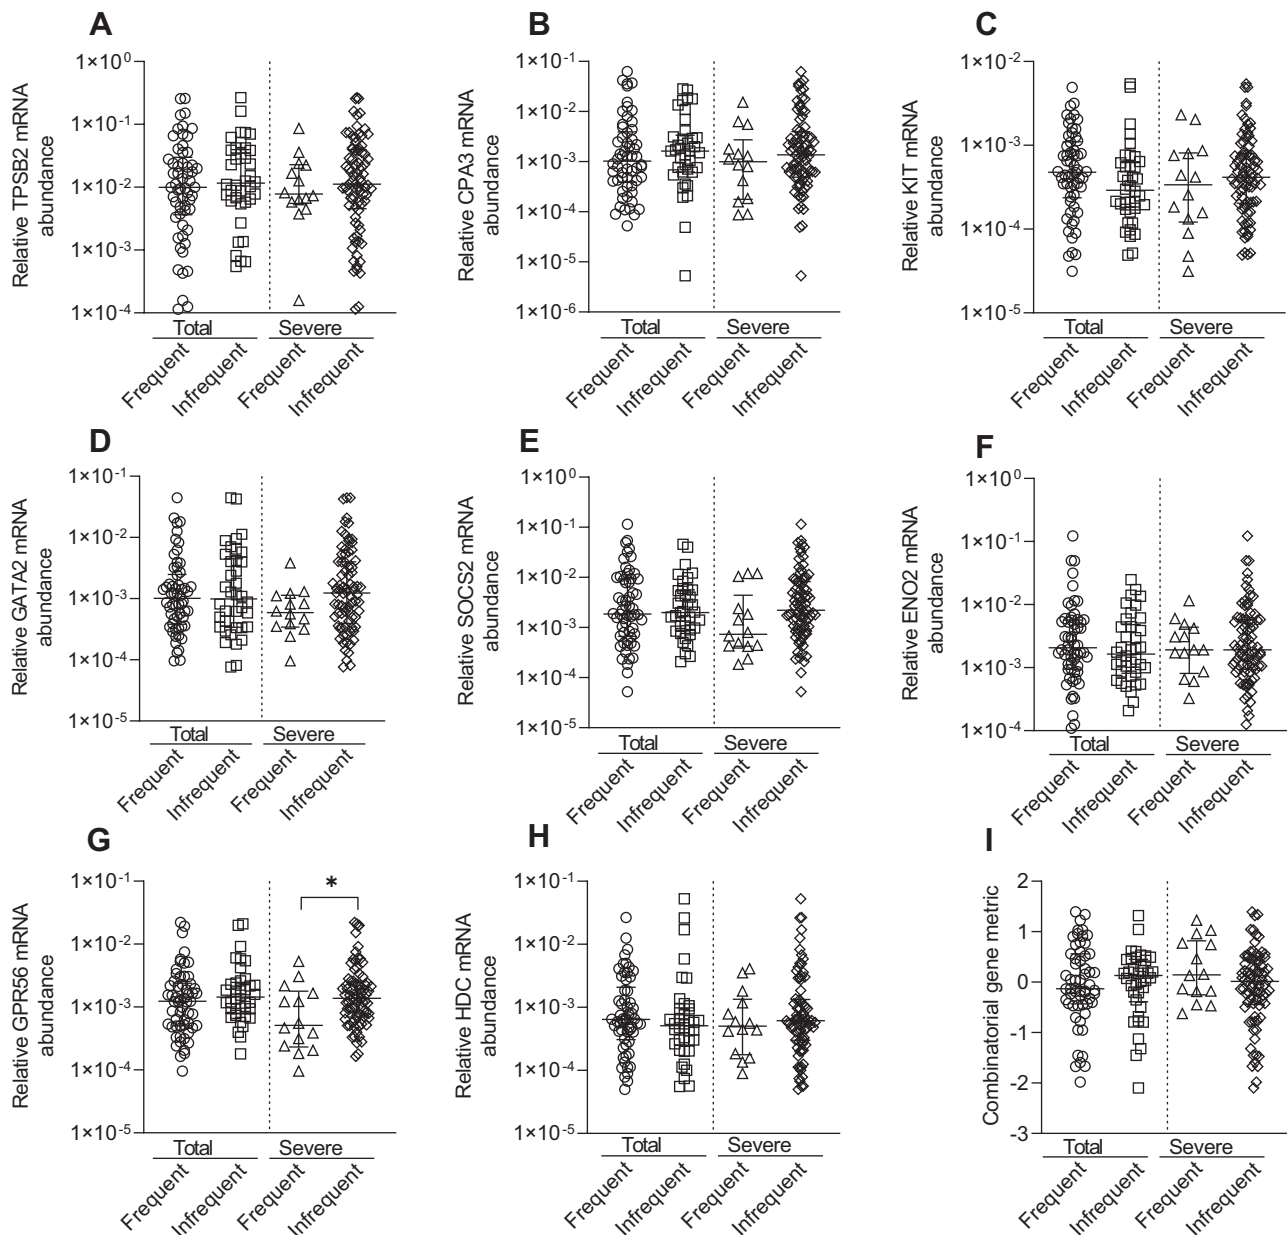 A
Relative TPSB2 mRNA
abundance
1×10⁰
1×10⁻¹
1×10⁻²
1×10⁻³
1×10⁻⁴
Total
Severe
Frequent
Infrequent
Frequent
Infrequent
B
Relative CPA3 mRNA
abundance
1×10⁻¹
1×10⁻²
1×10⁻³
1×10⁻⁴
1×10⁻⁵
1×10⁻⁶
Total
Severe
Frequent
Infrequent
Frequent
Infrequent
C
Relative KIT mRNA
abundance
1×10⁻²
1×10⁻³
1×10⁻⁴
1×10⁻⁵
Total
Severe
Frequent
Infrequent
Frequent
Infrequent
D
Relative GATA2 mRNA
abundance
1×10⁻¹
1×10⁻²
1×10⁻³
1×10⁻⁴
1×10⁻⁵
Total
Severe
Frequent
Infrequent
Frequent
Infrequent
E
Relative SOCS2 mRNA
abundance
1×10⁰
1×10⁻¹
1×10⁻²
1×10⁻³
1×10⁻⁴
1×10⁻⁵
Total
Severe
Frequent
Infrequent
Frequent
Infrequent
F
Relative ENO2 mRNA
abundance
1×10⁰
1×10⁻¹
1×10⁻²
1×10⁻³
1×10⁻⁴
Total
Severe
Frequent
Infrequent
Frequent
Infrequent
G
Relative GPR56 mRNA
abundance
1×10⁻¹
1×10⁻²
1×10⁻³
1×10⁻⁴
1×10⁻⁵
*
Total
Severe
Frequent
Infrequent
Frequent
Infrequent
H
Relative HDC mRNA
abundance
1×10⁻¹
1×10⁻²
1×10⁻³
1×10⁻⁴
1×10⁻⁵
Total
Severe
Frequent
Infrequent
Frequent
Infrequent
I
Combinatorial gene metric
2
1
0
-1
-2
-3
Total
Severe
Frequent
Infrequent
Frequent
Infrequent